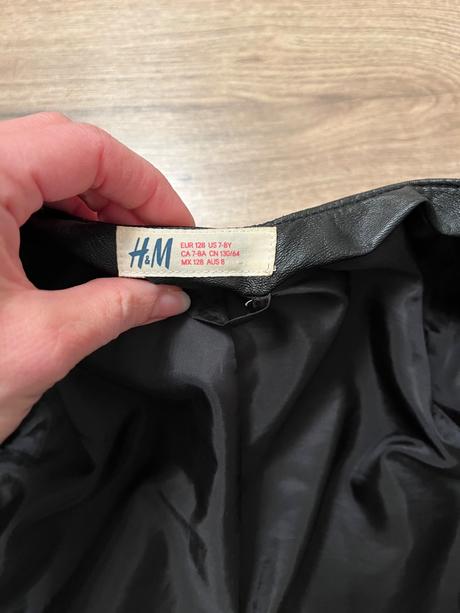 H&M
EUR 128 US 7-8Y
CA 7-8A CN 130/64
MX 128 AUS 8